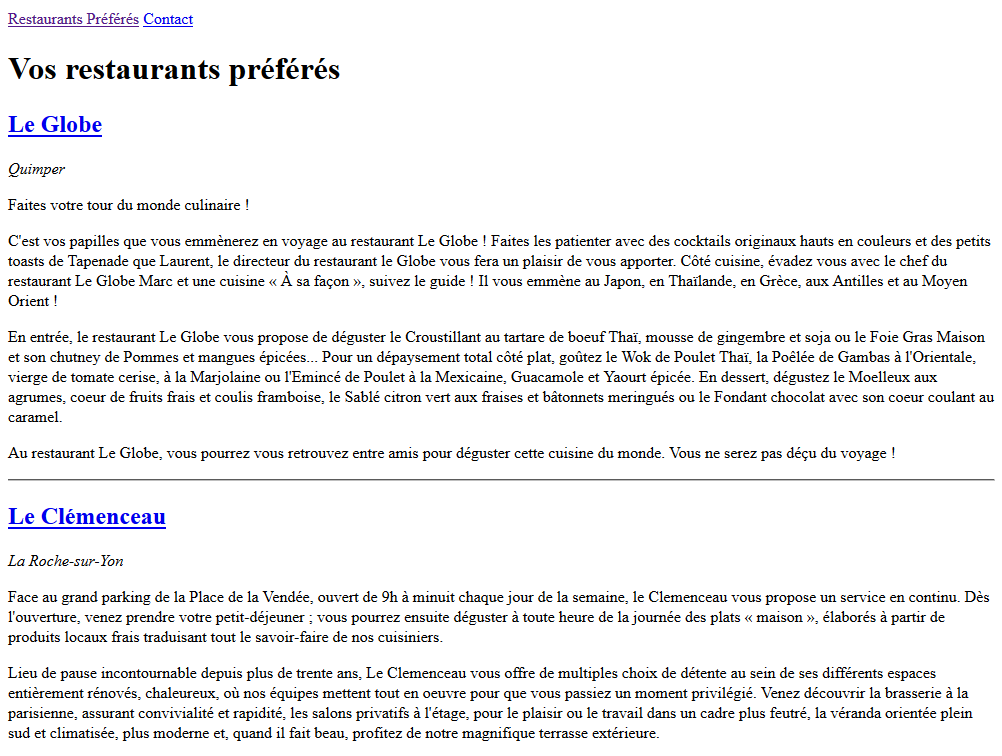 Restaurants Préférés Contact
Vos restaurants préférés
Le Globe
Quimper
Faites votre tour du monde culinaire !
C'est vos papilles que vous emmènerez en voyage au restaurant Le Globe ! Faites les patienter avec des cocktails originaux hauts en couleurs et des petits
toasts de Tapenade que Laurent, le directeur du restaurant le Globe vous fera un plaisir de vous apporter. Côté cuisine, évadez vous avec le chef du
restaurant Le Globe Marc et une cuisine « À sa façon », suivez le guide ! Il vous emmène au Japon, en Thaïlande, en Grèce, aux Antilles et au Moyen
Orient !
En entrée, le restaurant Le Globe vous propose de déguster le Croustillant au tartare de boeuf Thaï, mousse de gingembre et soja ou le Foie Gras Maison
et son chutney de Pommes et mangues épicées... Pour un dépaysement total côté plat, goûtez le Wok de Poulet Thaï, la Poêlée de Gambas à l'Orientale,
vierge de tomate cerise, à la Marjolaine ou l'Emincé de Poulet à la Mexicaine, Guacamole et Yaourt épicée. En dessert, dégustez le Moelleux aux
agrumes, coeur de fruits frais et coulis framboise, le Sablé citron vert aux fraises et bâtonnets meringués ou le Fondant chocolat avec son coeur coulant au
caramel.
Au restaurant Le Globe, vous pourrez vous retrouvez entre amis pour déguster cette cuisine du monde. Vous ne serez pas déçu du voyage !
Le Clémenceau
La Roche-sur-Yon
Face au grand parking de la Place de la Vendée, ouvert de 9h à minuit chaque jour de la semaine, le Clemenceau vous propose un service en continu. Dès
l'ouverture, venez prendre votre petit-déjeuner ; vous pourrez ensuite déguster à toute heure de la journée des plats « maison », élaborés à partir de
produits locaux frais traduisant tout le savoir-faire de nos cuisiniers.
Lieu de pause incontournable depuis plus de trente ans, Le Clemenceau vous offre de multiples choix de détente au sein de ses différents espaces
entièrement rénovés, chaleureux, où nos équipes mettent tout en oeuvre pour que vous passiez un moment privilégié. Venez découvrir la brasserie à la
parisienne, assurant convivialité et rapidité, les salons privatifs à l'étage, pour le plaisir ou le travail dans un cadre plus feutré, la véranda orientée plein
sud et climatisée, plus moderne et, quand il fait beau, profitez de notre magnifique terrasse extérieure.